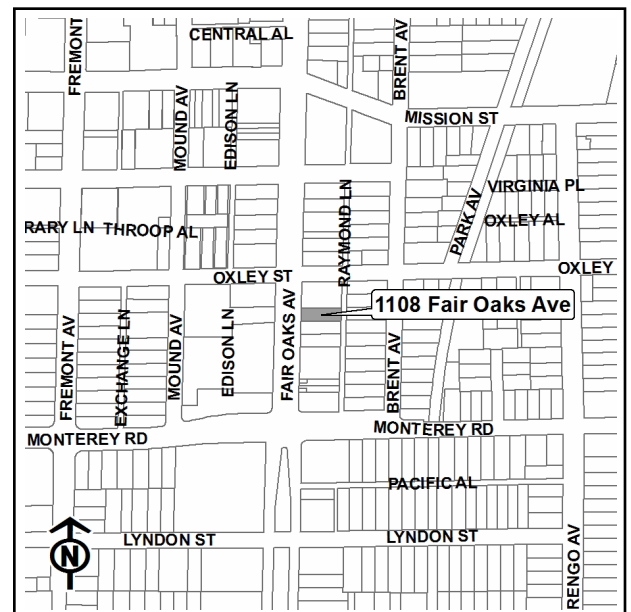 CENTRAL AL
FREMONT
BRENT AV
MOUND AV
EDISON LN
MISSION ST
VIRGINIA PL
RARY LN
THROOP AL
RAYMOND LN
PARK AV
OXLEY AL
OXLEY ST
OXLEY
1108 Fair Oaks Ave
FREMONT AV
EXCHANGE LN
MOUND AV
EDISON LN
FAIR OAKS AV
BRENT AV
MONTEREY RD
MONTEREY RD
PACIFIC AL
LYNDON ST
LYNDON ST
RENGO AV
N